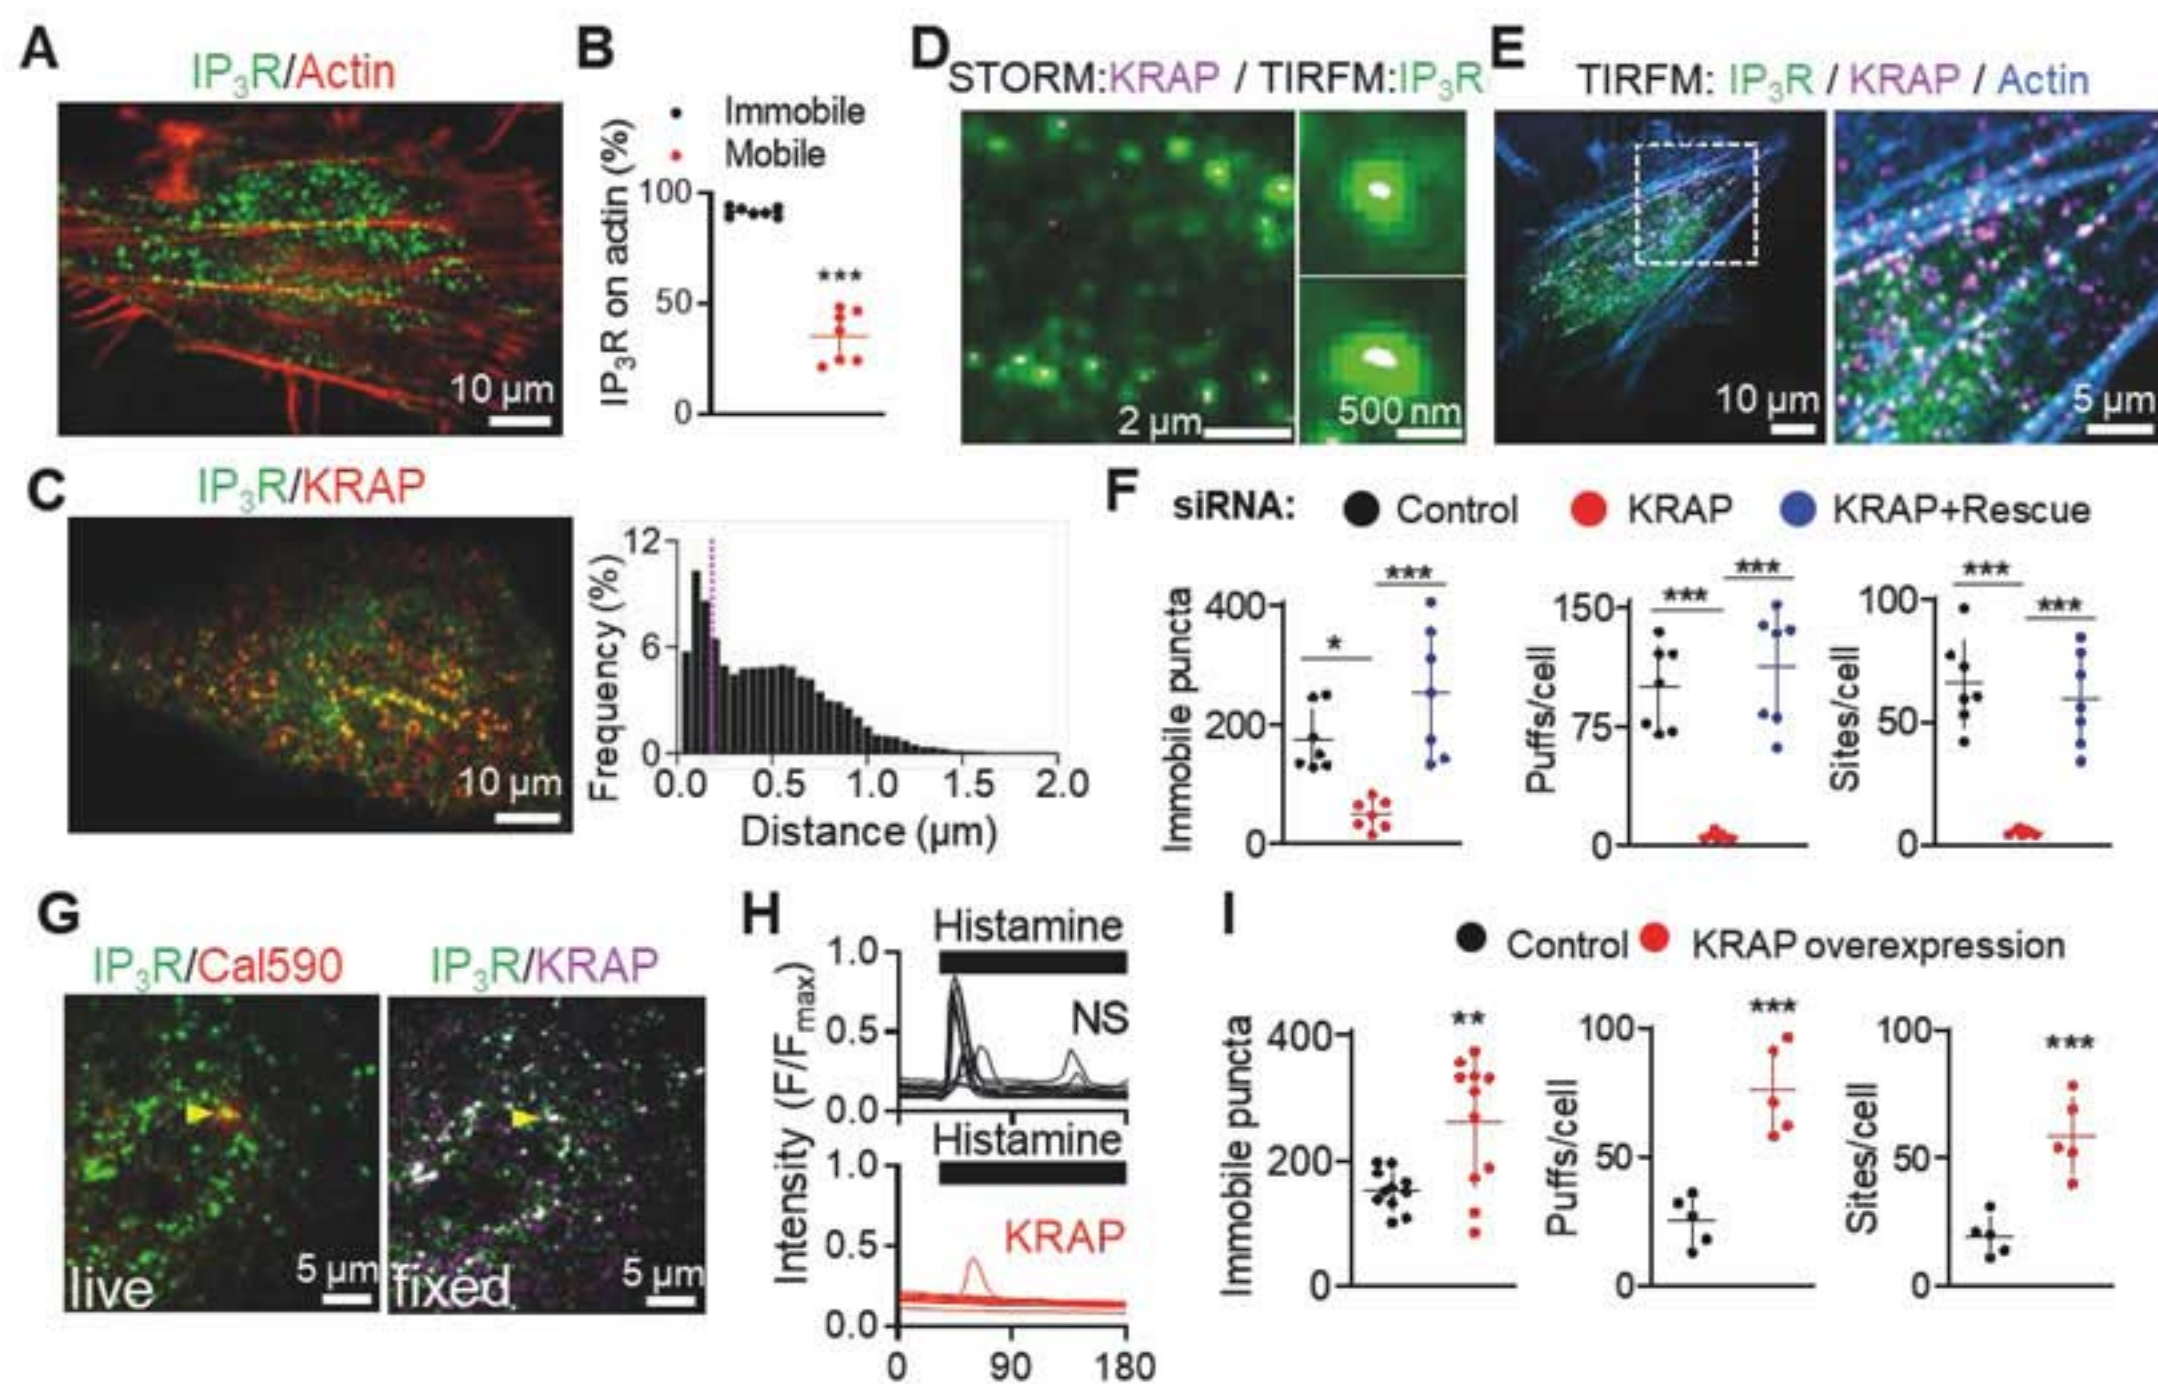 A
IP3R/Actin
10 µm
B
Immobile
Mobile
IP3R on actin (%)
100
50
0
***
C
IP3R/KRAP
10 µm
Frequency (%)
12
6
0
0.0 0.5 1.0 1.5 2.0
Distance (µm)
D
STORM:KRAP / TIRFM:IP3R
2 µm
500 nm
E
TIRFM: IP3R / KRAP / Actin
10 µm
5 µm
F
siRNA: Control KRAP KRAP+Rescue
Immobile puncta
400
200
0
*
***
Puffs/cell
150
75
0
***
***
Sites/cell
100
50
0
***
***
G
IP3R/Cal590
live
5 µm
IP3R/KRAP
fixed
5 µm
H
Intensity (F/Fmax)
Histamine
1.0
0.5
0.0
NS
Histamine
1.0
0.5
0.0
KRAP
0 90 180
I
Control KRAP overexpression
Immobile puncta
400
200
0
**
Puffs/cell
100
50
0
***
Sites/cell
100
50
0
***